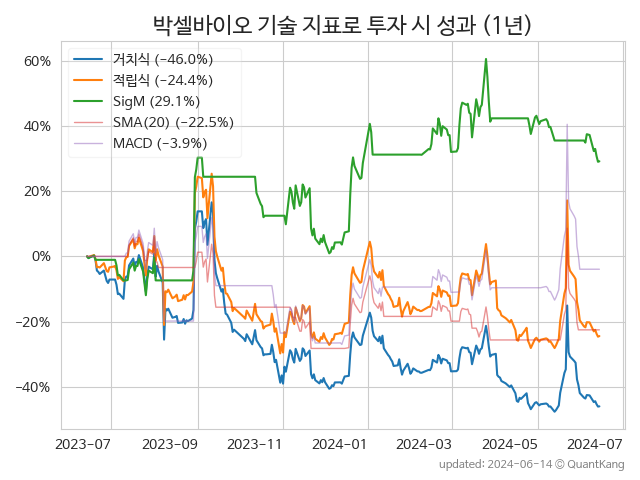 박셀바이오 기술 지표로 투자 시 성과 (1년)
거치식 (−46.0%)
적립식 (−24.4%)
SigM (29.1%)
SMA(20) (−22.5%)
MACD (−3.9%)
60%
40%
20%
0%
−20%
−40%
2023-07 2023-09 2023-11 2024-01 2024-03 2024-05 2024-07
updated: 2024-06-14 © QuantKang